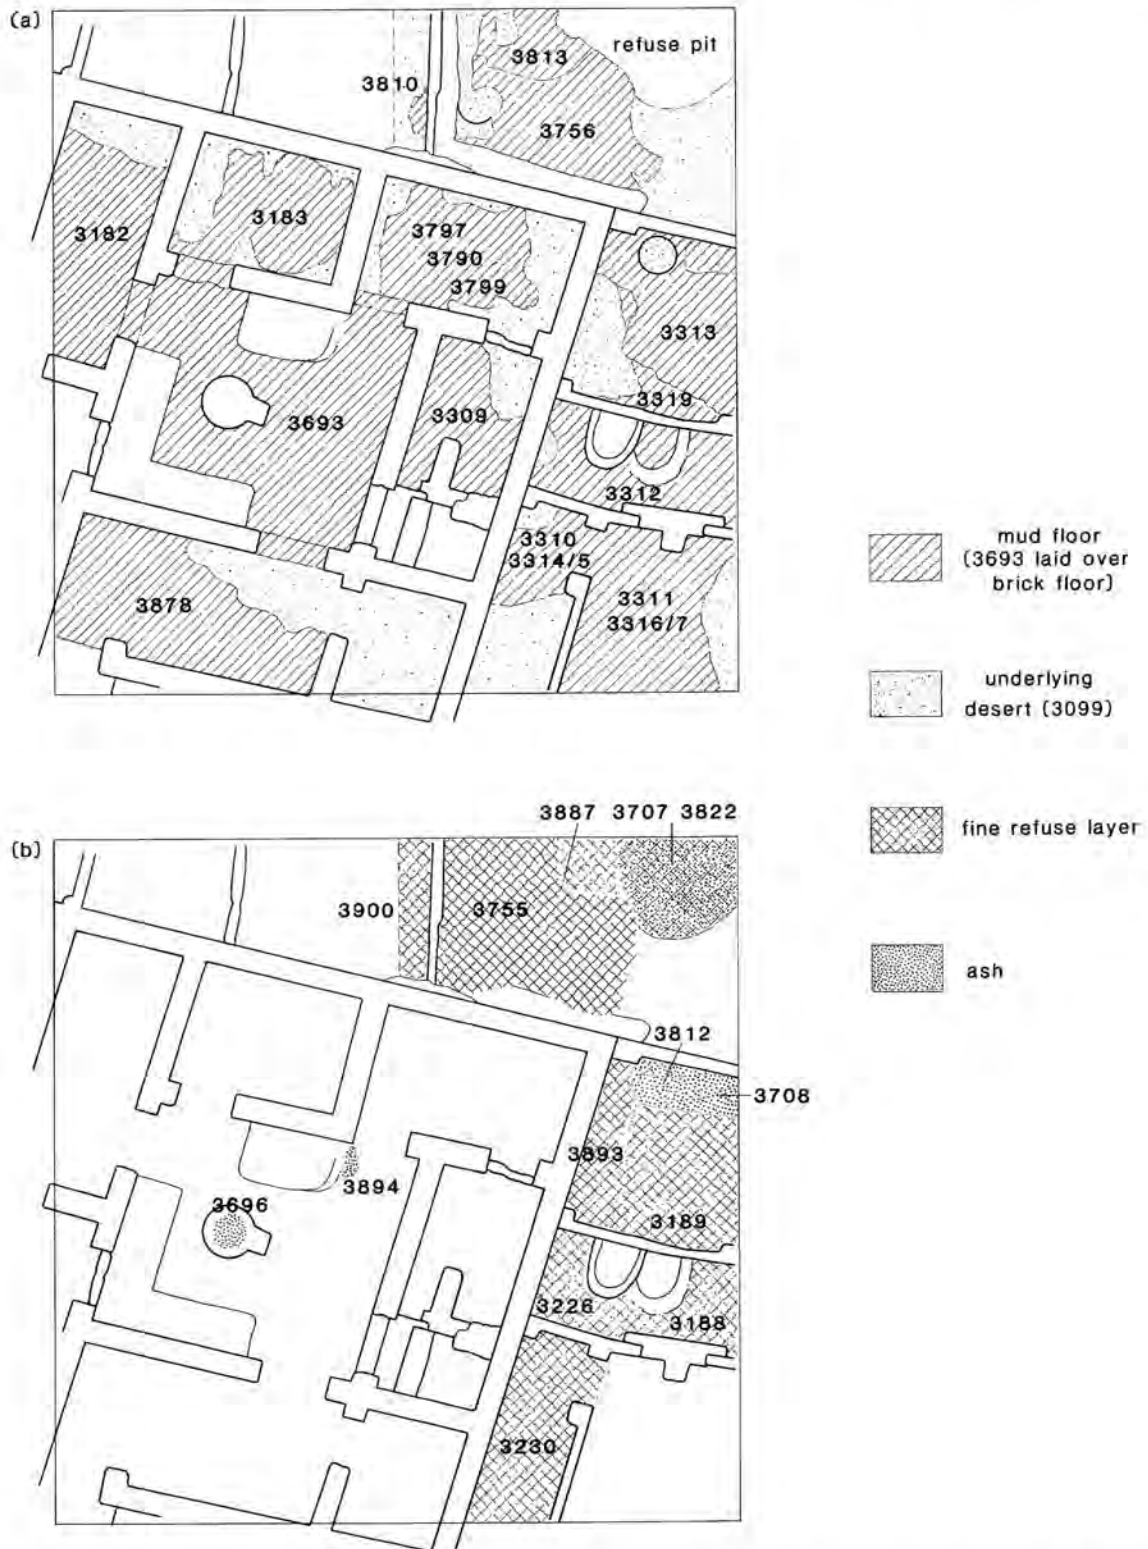 (a)
refuse pit
3813
3810
3756
3183
3182
3797
3790
3799
3313
3319
3309
3693
3312
3310
3314/5
3311
3316/7
3878
mud floor
(3693 laid over
brick floor)
underlying
desert (3099)
fine refuse layer
ash
(b)
3887 3707 3822
3900
3755
3812
3708
3893
3894
3696
3189
3226
3188
3230